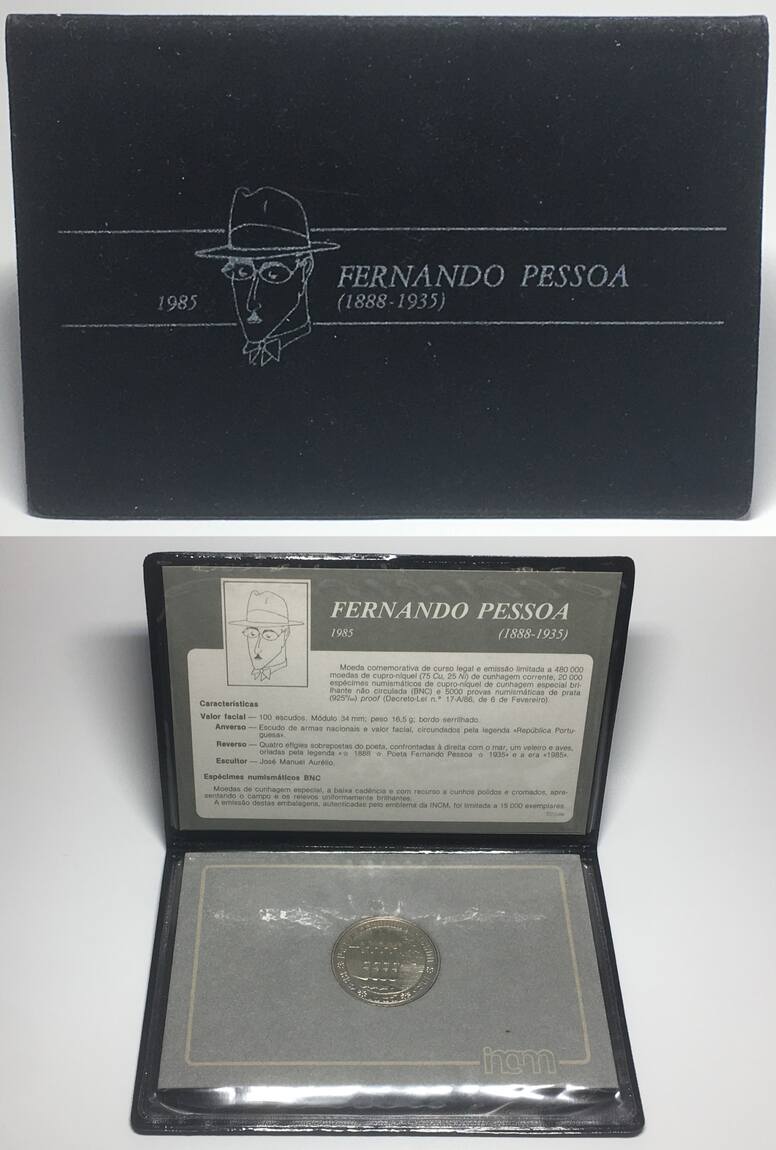 FERNANDO PESSOA
1985
(1888-1935)
FERNANDO PESSOA
1985
(1888-1935)
Moeda comemorativa de curso legal e emissão limitada a 480 000
moedas de cupro-níquel (75 Cu, 25 Ni) de cunhagem corrente, 20 000
espécimes numismáticos de cupro-níquel de cunhagem especial bri-
lhante não circulada (BNC) e 5000 provas numismáticas de prata
(925‰) proof (Decreto-Lei n.º 17-A/86, de 6 de Fevereiro).
Características
Valor facial — 100 escudos. Módulo 34 mm; peso 16,5 g; bordo serrilhado.
Anverso — Escudo de armas nacionais e valor facial, circundados pela legenda «República Portu-
guesa».
Reverso — Quatro efígies sobrepostas do poeta, confrontadas à direita com o mar, um veleiro e aves,
orladas pela legenda «☆ 1888 ☆ Poeta Fernando Pessoa ☆ 1935» e a era «1985».
Escultor — José Manuel Aurélio.
Espécimes numismáticos BNC
Moedas de cunhagem especial, a baixa cadência e com recurso a cunhos polidos e cromados, apre-
sentando o campo e os relevos uniformemente brilhantes.
A emissão destas embalagens, autenticadas pelo emblema da INCM, foi limitada a 15 000 exemplares.
incm